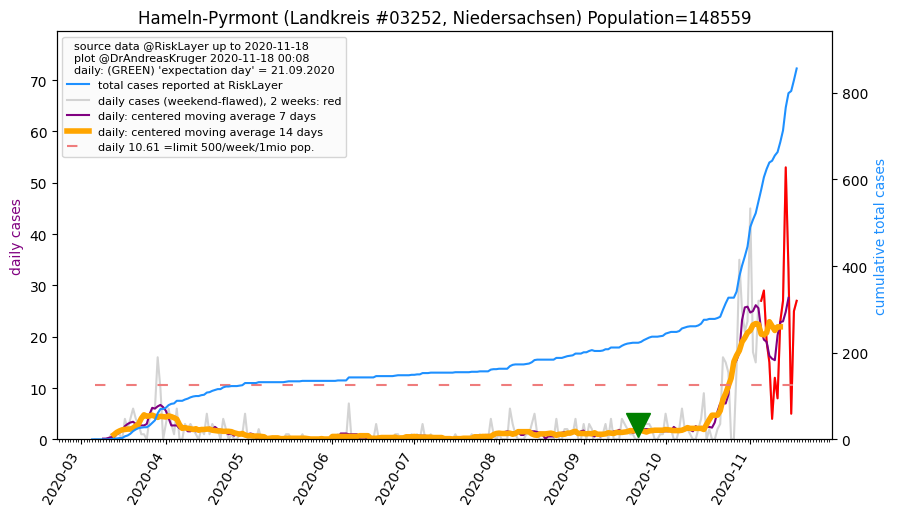 Hameln-Pyrmont (Landkreis #03252, Niedersachsen) Population=148559
source data @RiskLayer up to 2020-11-18
plot @DrAndreasKruger 2020-11-18 00:08
daily: (GREEN) 'expectation day' = 21.09.2020
total cases reported at RiskLayer
daily cases (weekend-flawed), 2 weeks: red
daily: centered moving average 7 days
daily: centered moving average 14 days
daily 10.61 =limit 500/week/1mio pop.
daily cases
70
60
50
40
30
20
10
0
cumulative total cases
800
600
400
200
0
2020-03
2020-04
2020-05
2020-06
2020-07
2020-08
2020-09
2020-10
2020-11